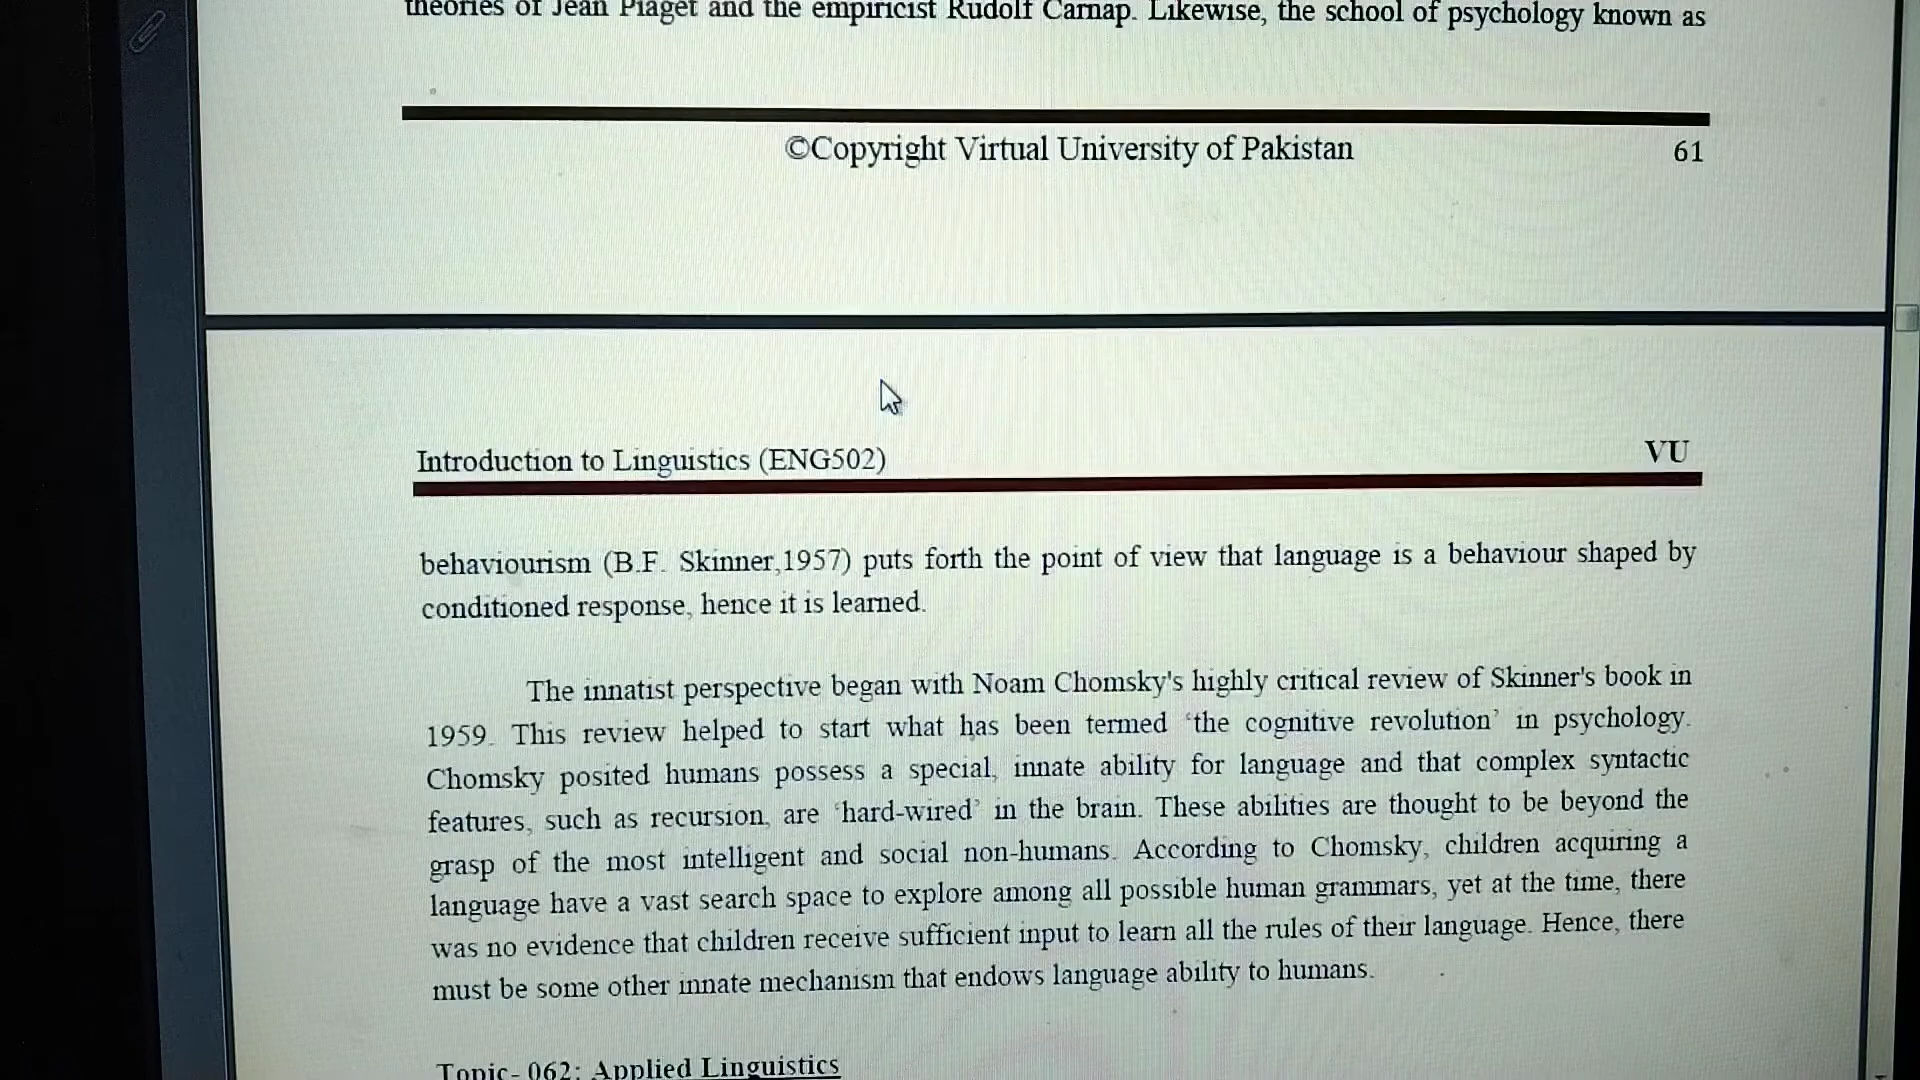 theories of Jean Piaget and the empiricist Rudolf Carnap. Likewise, the school of psychology known as
©Copyright Virtual University of Pakistan 61
Introduction to Linguistics (ENG502) VU
behaviourism (B.F. Skinner,1957) puts forth the point of view that language is a behaviour shaped by
conditioned response, hence it is learned.
The innatist perspective began with Noam Chomsky's highly critical review of Skinner's book in
1959. This review helped to start what has been termed ‘the cognitive revolution’ in psychology.
Chomsky posited humans possess a special, innate ability for language and that complex syntactic
features, such as recursion, are ‘hard-wired’ in the brain. These abilities are thought to be beyond the
grasp of the most intelligent and social non-humans. According to Chomsky, children acquiring a
language have a vast search space to explore among all possible human grammars, yet at the time, there
was no evidence that children receive sufficient input to learn all the rules of their language. Hence, there
must be some other innate mechanism that endows language ability to humans.
Topic- 062: Applied Linguistics